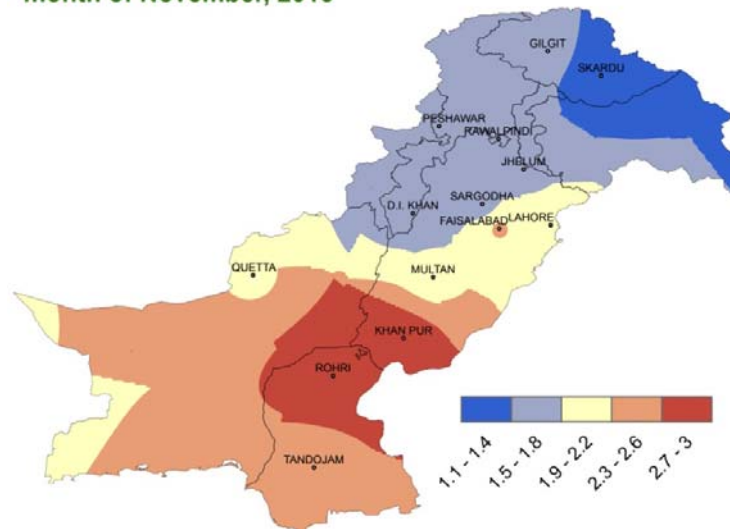 GILGIT
SKARDU
PESHAWAR
RAWALPINDI
JHELUM
SARGODHA
D.I. KHAN
FAISALABAD
LAHORE
QUETTA
MULTAN
KHAN PUR
ROHRI
TANDOJAM
1.1 - 1.4
1.5 - 1.8
1.9 - 2.2
2.3 - 2.6
2.7 - 3